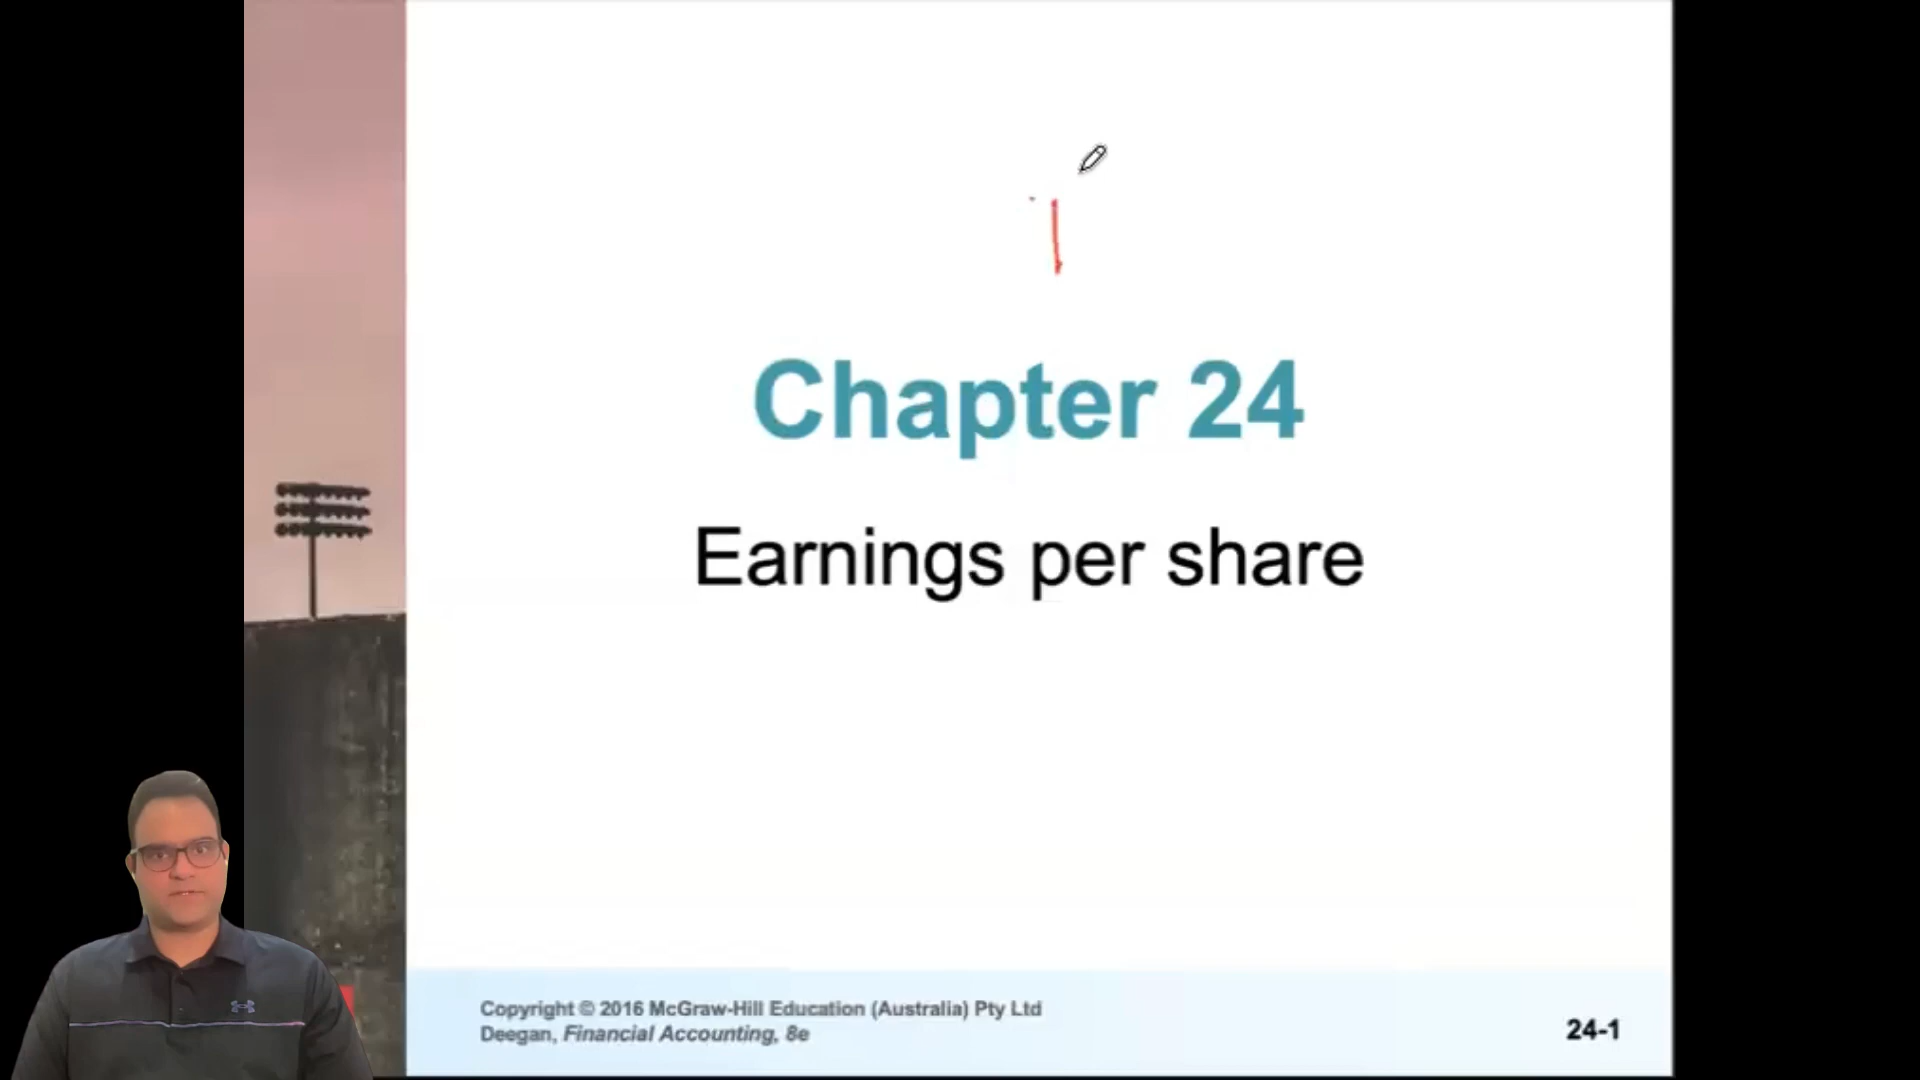 Chapter 24
Earnings per share
Copyright © 2016 McGraw-Hill Education (Australia) Pty Ltd
Deegan, Financial Accounting, 8e
24-1